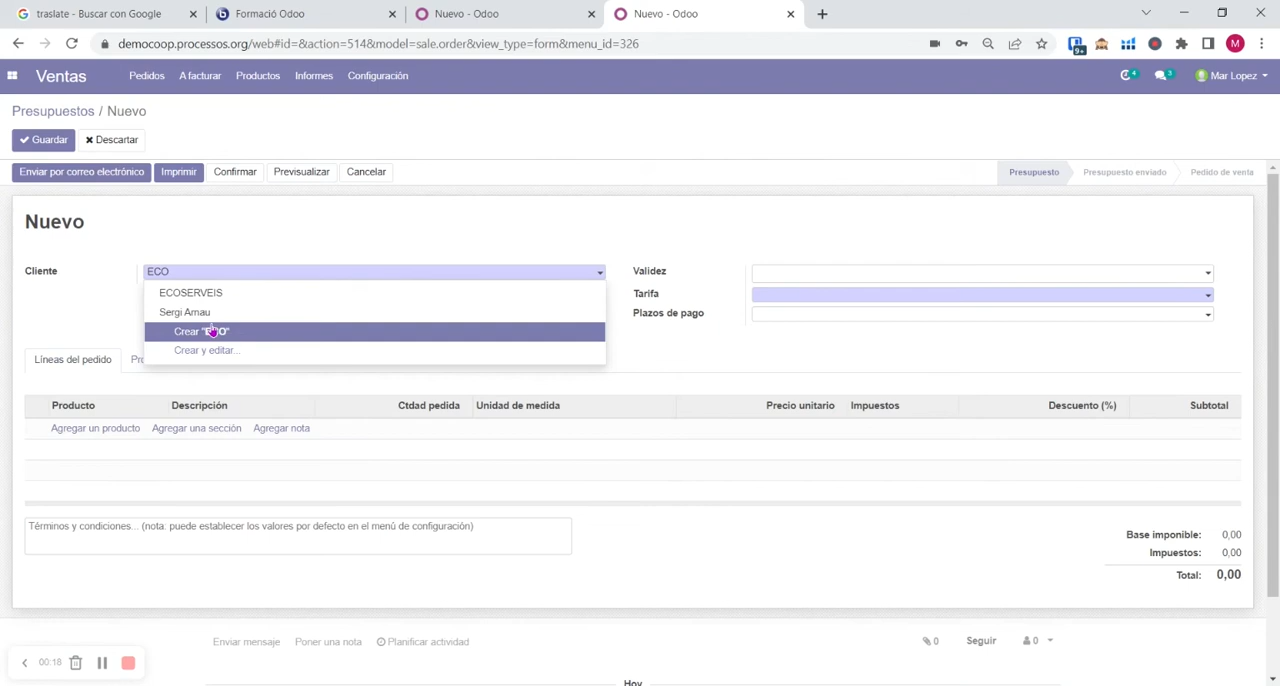 traslate - Buscar con Google
Formació Odoo
Nuevo - Odoo
Nuevo - Odoo
democoop.processos.org/web#id=&action=514&model=sale.order&view_type=form&menu_id=326
9+
M
Ventas
Pedidos
A facturar
Productos
Informes
Configuración
4
3
Mar Lopez
Presupuestos / Nuevo
Guardar
Descartar
Enviar por correo electrónico
Imprimir
Confirmar
Previsualizar
Cancelar
Presupuesto
Presupuesto enviado
Pedido de venta
Nuevo
Cliente
ECO
ECOSERVEIS
Sergi Arnau
Crear "ECO"
Crear y editar...
Validez
Tarifa
Plazos de pago
Líneas del pedido
Producto
Descripción
Ctdad pedida
Unidad de medida
Precio unitario
Impuestos
Descuento (%)
Subtotal
Agregar un producto
Agregar una sección
Agregar nota
Términos y condiciones... (nota: puede establecer los valores por defecto en el menú de configuración)
Base imponible: 0,00
Impuestos: 0,00
Total: 0,00
Enviar mensaje
Poner una nota
Planificar actividad
0
Seguir
0
00:18
Hoy